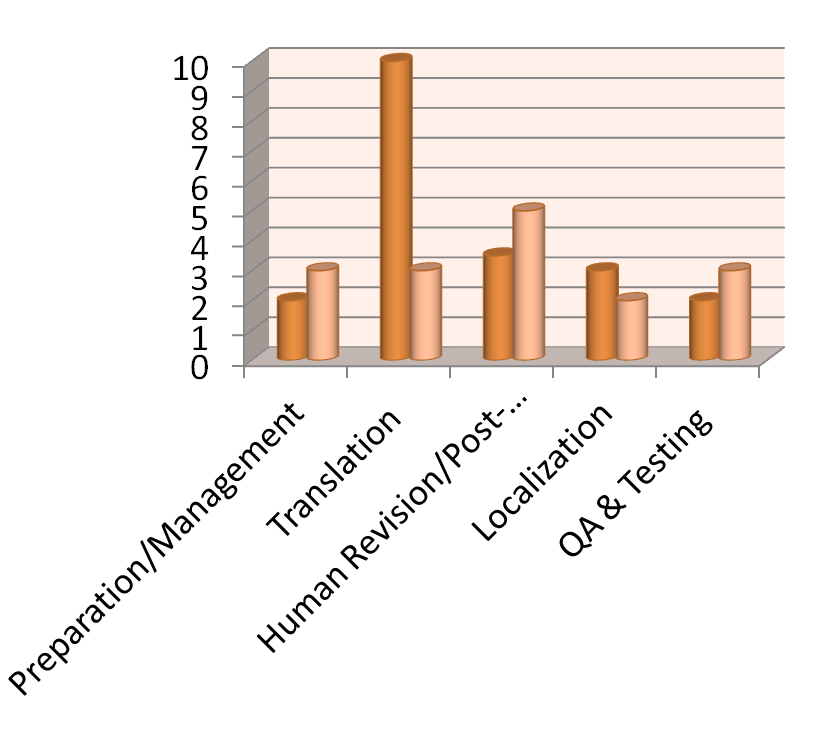 10
9
8
7
6
5
4
3
2
1
0
Preparation/Management
Translation
Human Revision/Post-...
Localization
QA & Testing